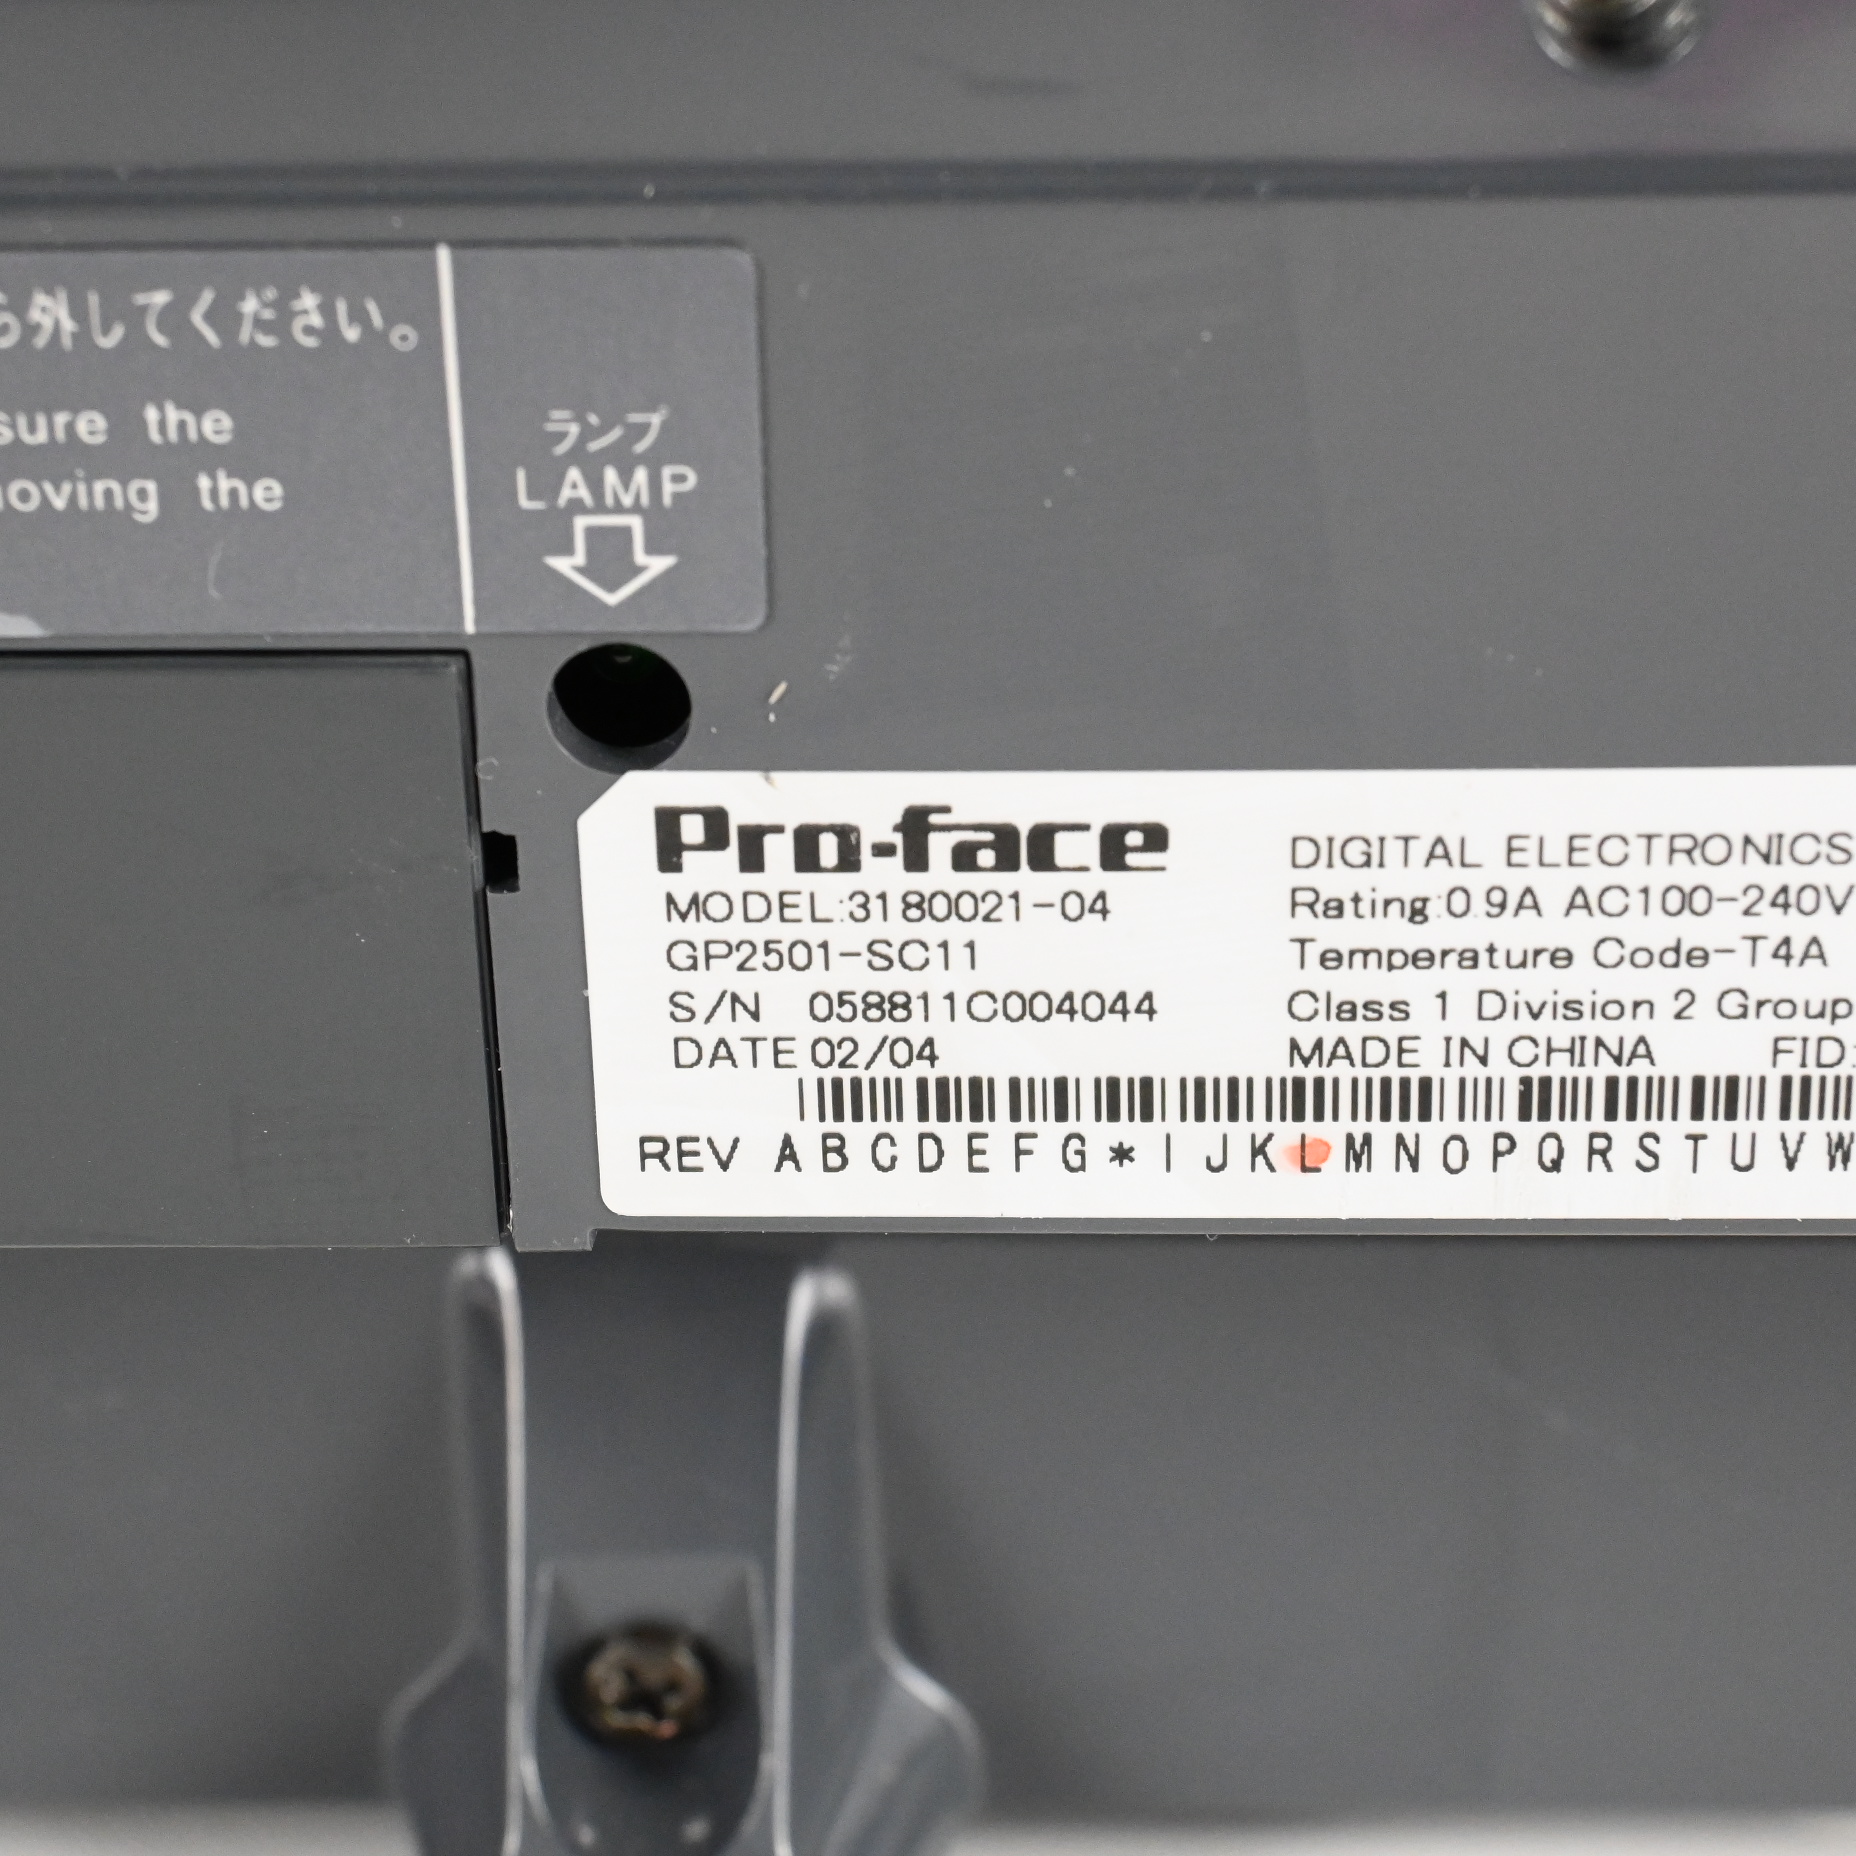 外してください。
sure the
moving the
ランプ
LAMP
Pro-face
MODEL:3180021-04
GP2501-SC11
S/N 058811C004044
DATE 02/04
DIGITAL ELECTRONICS
Rating:0.9A AC100-240V
Temperature Code-T4A
Class 1 Division 2 Group
MADE IN CHINA FID:
REV A B C D E F G * I J K L M N O P Q R S T U V W